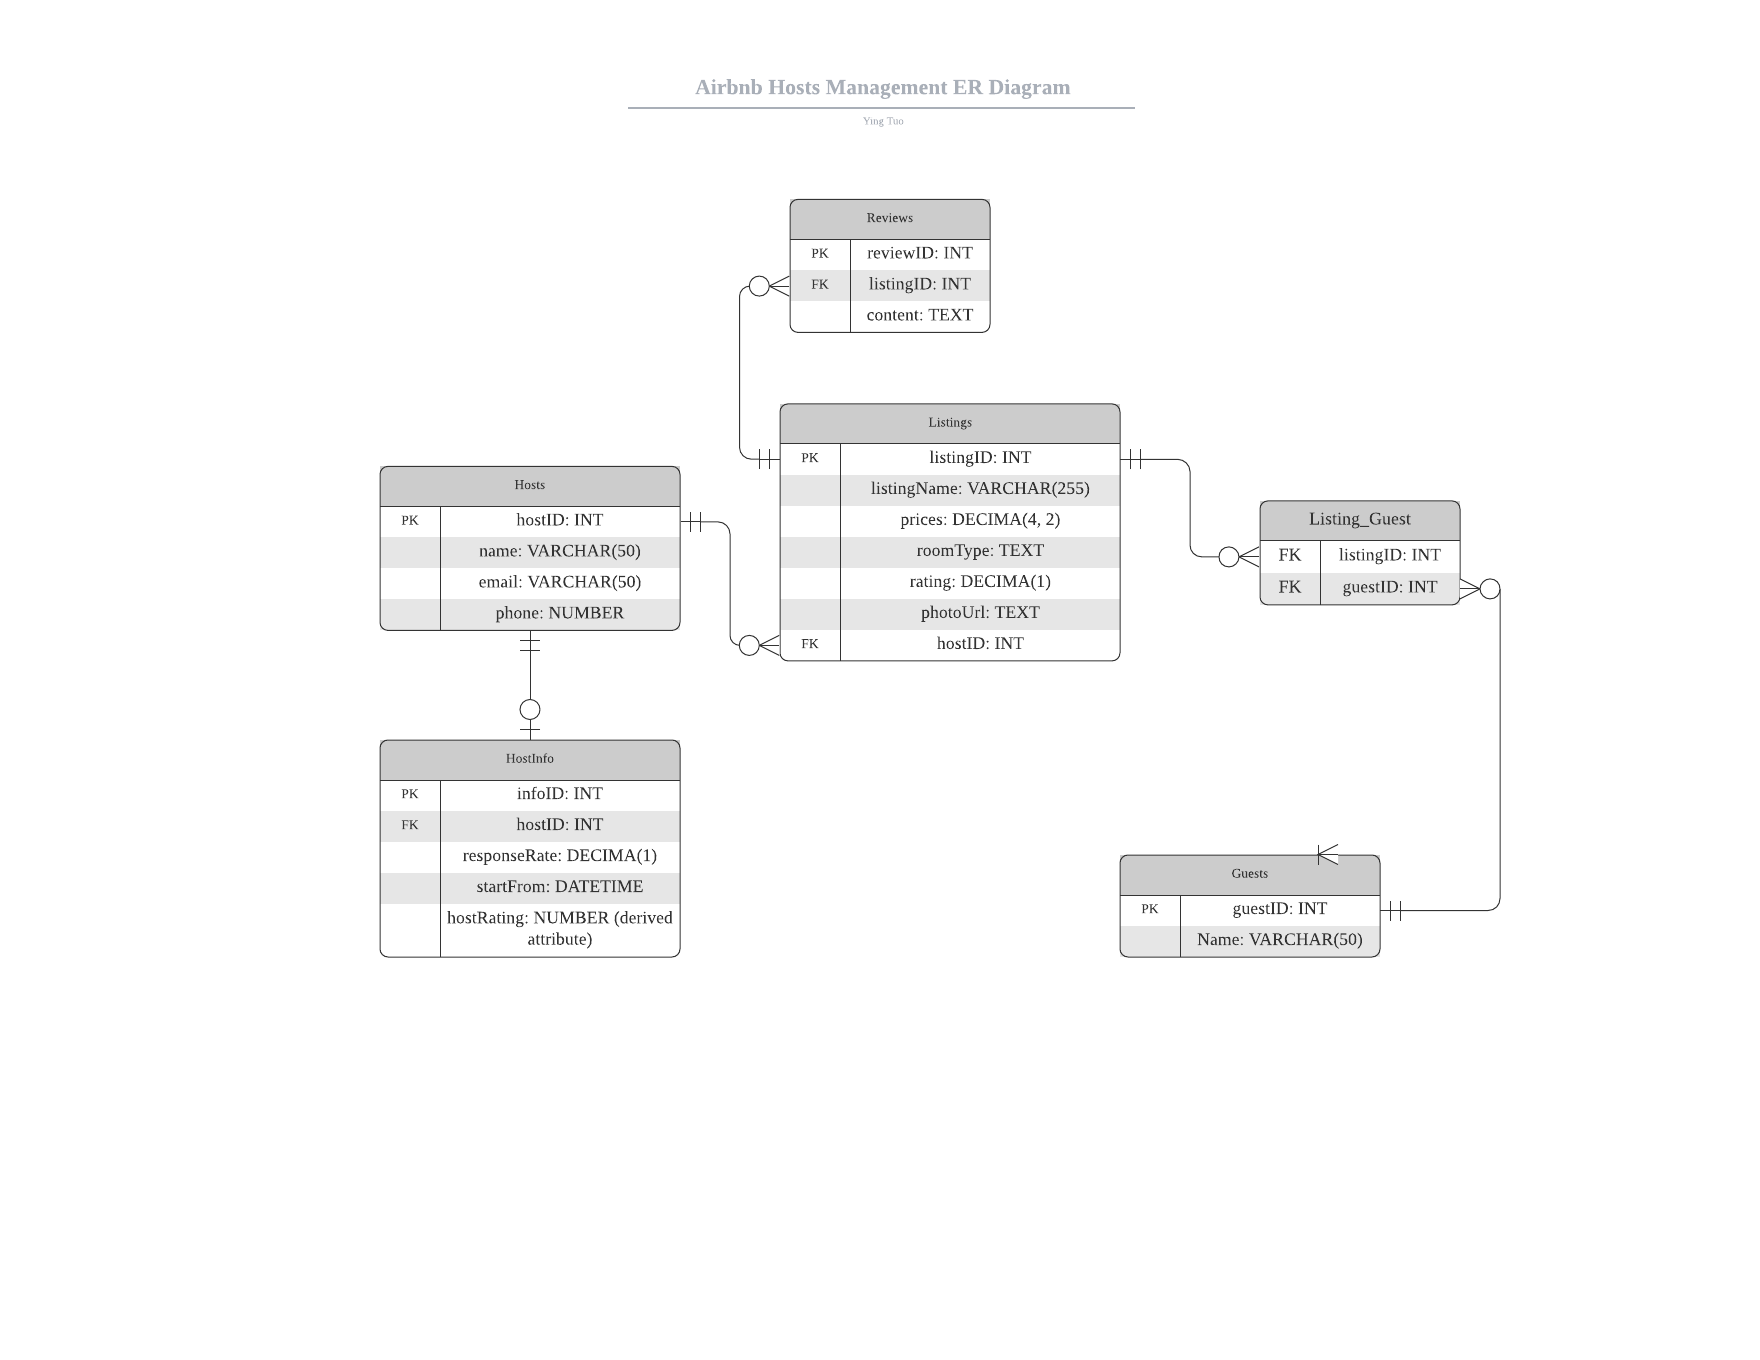 Airbnb Hosts Management ER Diagram
Ying Tuo
Reviews
PK reviewID: INT
FK listingID: INT
content: TEXT
Listings
PK listingID: INT
listingName: VARCHAR(255)
prices: DECIMA(4, 2)
roomType: TEXT
rating: DECIMA(1)
photoUrl: TEXT
FK hostID: INT
Hosts
PK hostID: INT
name: VARCHAR(50)
email: VARCHAR(50)
phone: NUMBER
Listing_Guest
FK listingID: INT
FK guestID: INT
HostInfo
PK infoID: INT
FK hostID: INT
responseRate: DECIMA(1)
startFrom: DATETIME
hostRating: NUMBER (derived
attribute)
Guests
PK guestID: INT
Name: VARCHAR(50)